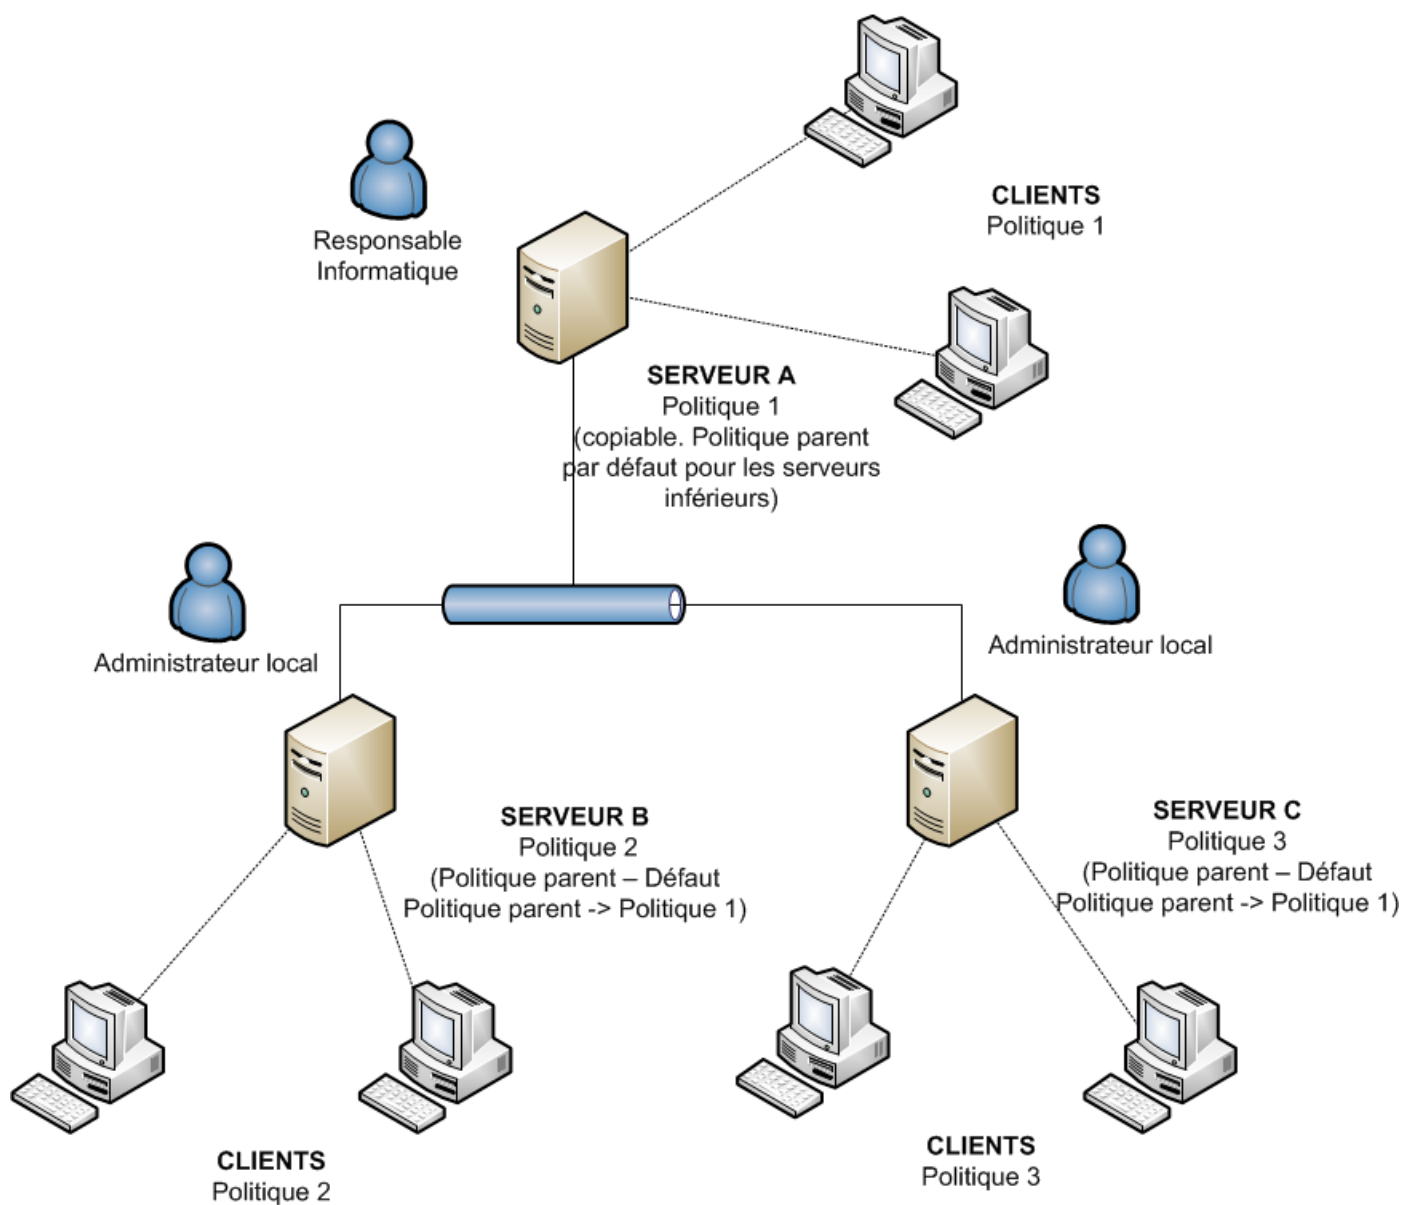 CLIENTS
Politique 1
Responsable
Informatique
SERVEUR A
Politique 1
(copiable. Politique parent
par défaut pour les serveurs
inférieurs)
Administrateur local
Administrateur local
SERVEUR B
Politique 2
(Politique parent – Défaut
Politique parent -> Politique 1)
SERVEUR C
Politique 3
(Politique parent – Défaut
Politique parent -> Politique 1)
CLIENTS
Politique 2
CLIENTS
Politique 3